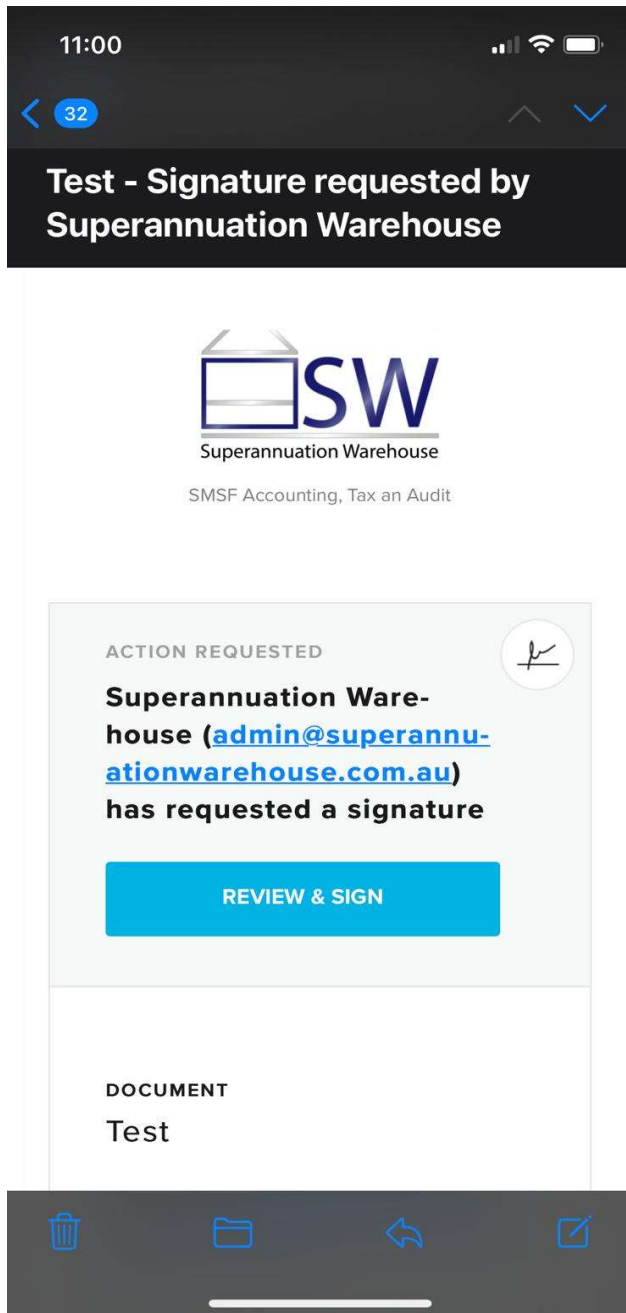 11:00
32
Test - Signature requested by
Superannuation Warehouse
SW
Superannuation Warehouse
SMSF Accounting, Tax an Audit
ACTION REQUESTED
Superannuation Ware-
house (admin@superannu-
ationwarehouse.com.au)
has requested a signature
REVIEW & SIGN
DOCUMENT
Test